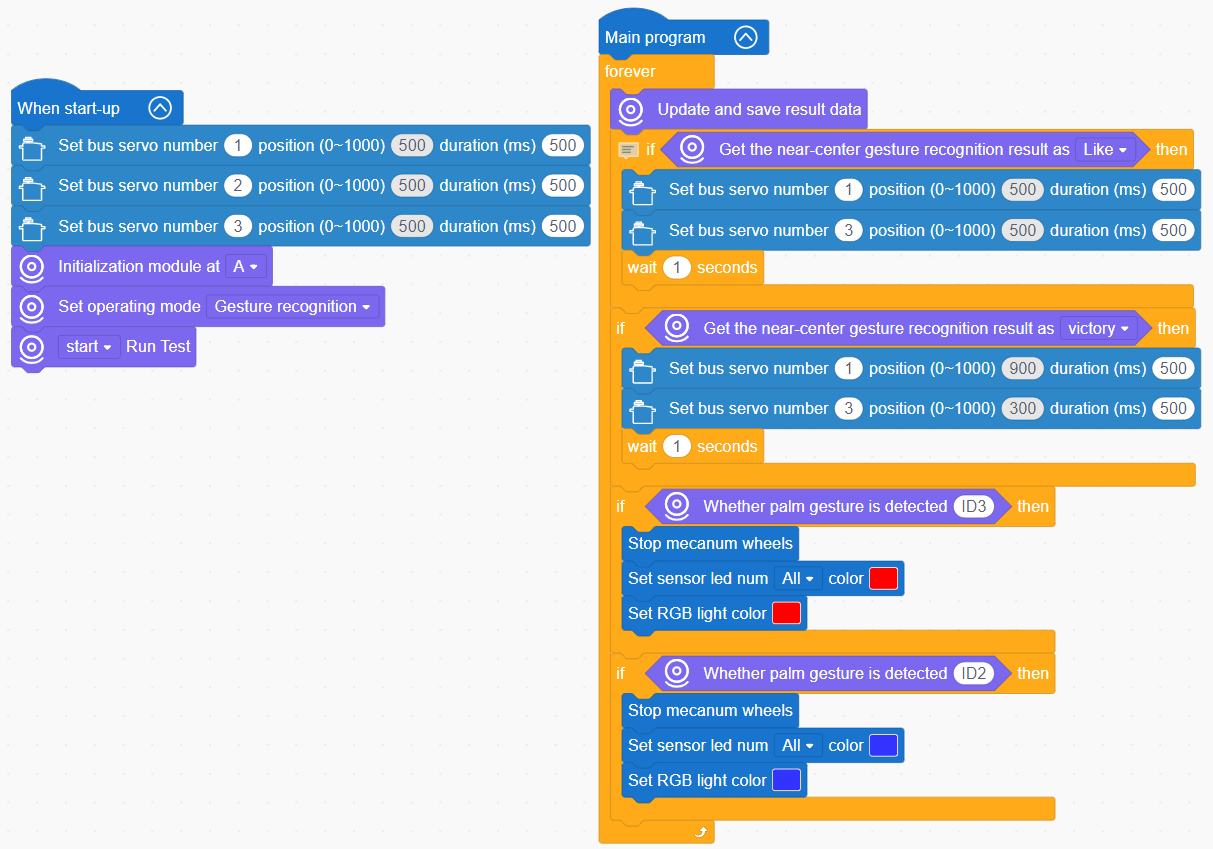 When start-up
Set bus servo number 1 position (0~1000) 500 duration (ms) 500
Set bus servo number 2 position (0~1000) 500 duration (ms) 500
Set bus servo number 3 position (0~1000) 500 duration (ms) 500
Initialization module at A
Set operating mode Gesture recognition
start Run Test
Main program
forever
Update and save result data
if Get the near-center gesture recognition result as Like then
Set bus servo number 1 position (0~1000) 500 duration (ms) 500
Set bus servo number 3 position (0~1000) 500 duration (ms) 500
wait 1 seconds
if Get the near-center gesture recognition result as victory then
Set bus servo number 1 position (0~1000) 900 duration (ms) 500
Set bus servo number 3 position (0~1000) 300 duration (ms) 500
wait 1 seconds
if Whether palm gesture is detected ID3 then
Stop mecanum wheels
Set sensor led num All color
Set RGB light color
if Whether palm gesture is detected ID2 then
Stop mecanum wheels
Set sensor led num All color
Set RGB light color